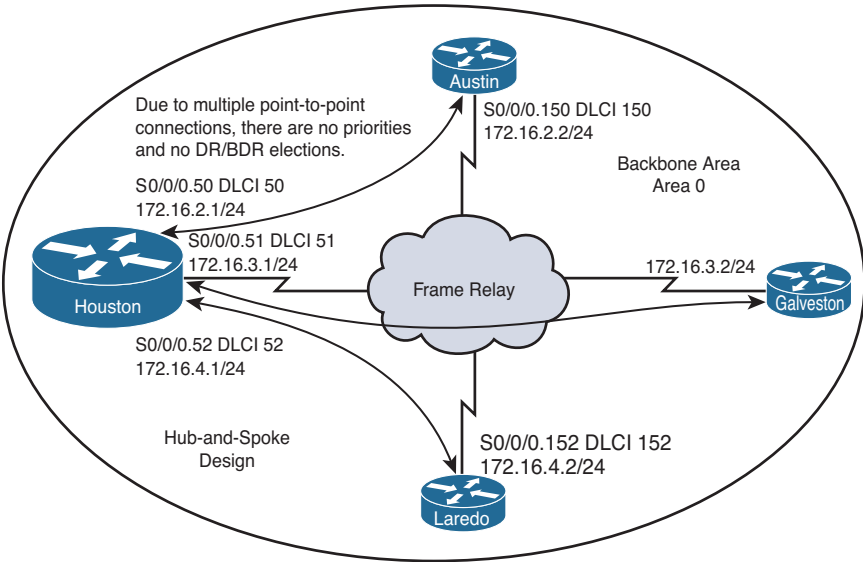 Austin
Due to multiple point-to-point
connections, there are no priorities
and no DR/BDR elections.
S0/0/0.150 DLCI 150
172.16.2.2/24
Backbone Area
Area 0
S0/0/0.50 DLCI 50
172.16.2.1/24
S0/0/0.51 DLCI 51
172.16.3.1/24
172.16.3.2/24
Houston
Frame Relay
Galveston
S0/0/0.52 DLCI 52
172.16.4.1/24
Hub-and-Spoke
Design
S0/0/0.152 DLCI 152
172.16.4.2/24
Laredo